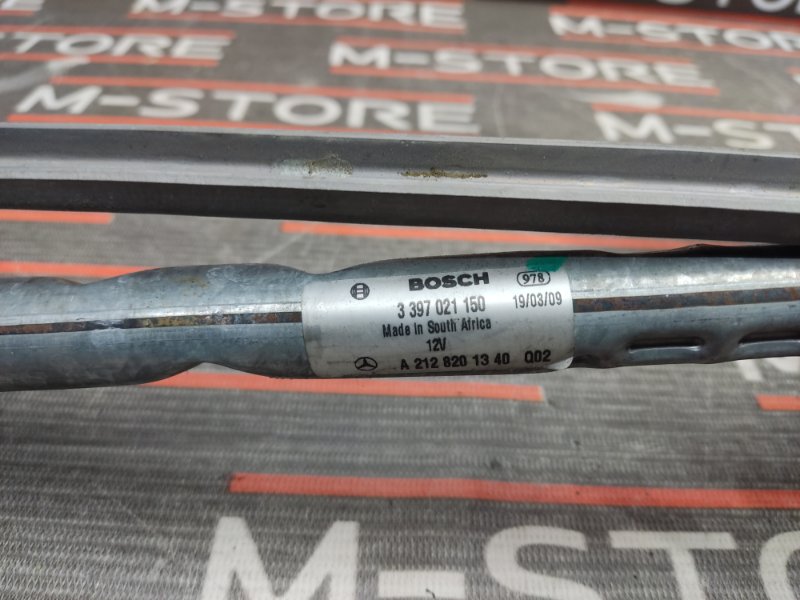 M-STORE
M-STORE
M-STORE
M-STORE
BOSCH 978
3 397 021 150 19/03/09
Made in South Africa
12V
A 212 820 13 40 Q02
M-STORE